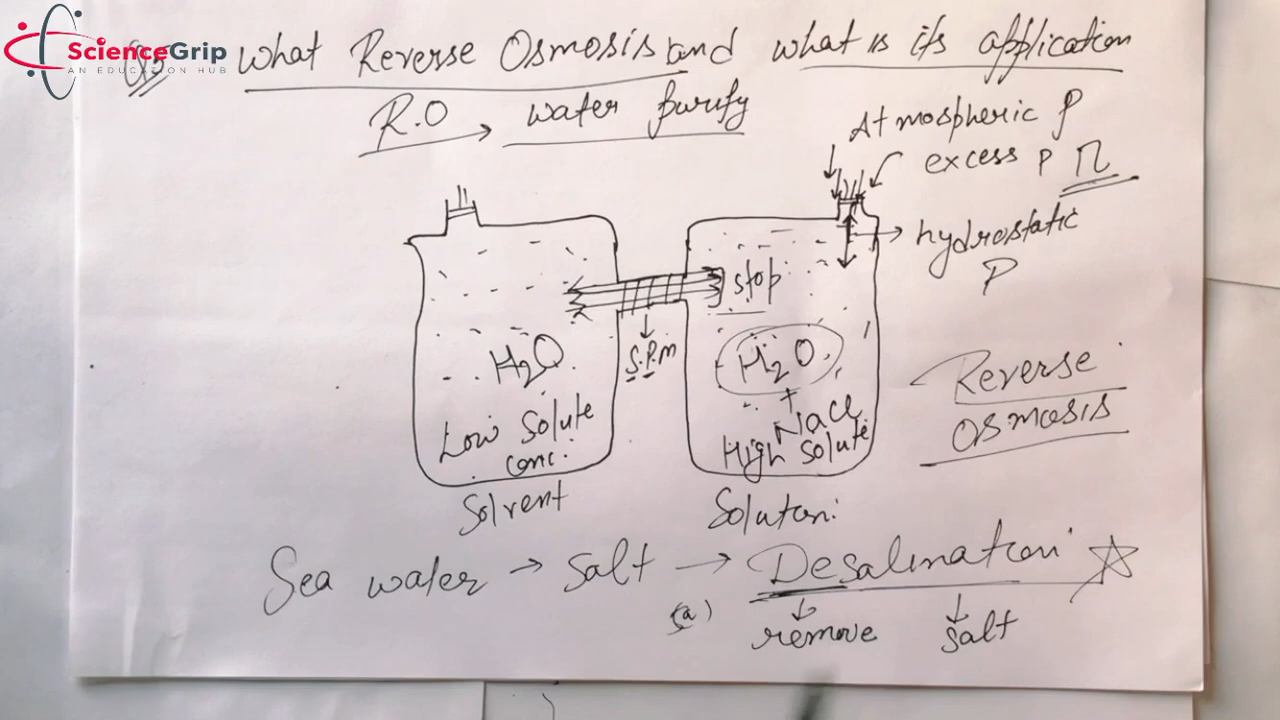 ScienceGrip
AN EDUCATION HUB
What Reverse Osmosis and what is its application
R.O → water purify
Atmospheric P
excess P π
hydrostatic
P
stop
H2O
S.P.M
H2O
+
NaCl
Low Solute
conc.
High Solute
Solvent
Solution
Reverse
osmosis
Sea water → Salt → Desalination
(a)
remove
salt